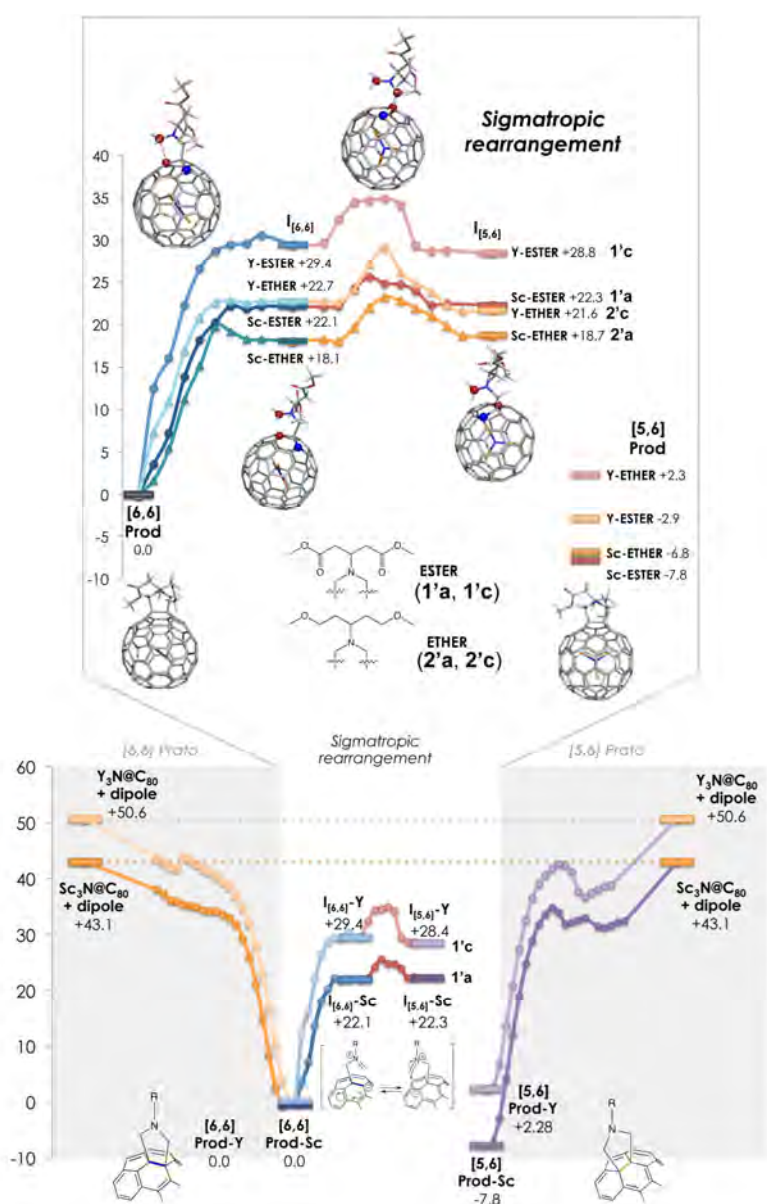 Sigmatropic
rearrangement
40
35
30
25
20
15
10
5
0
-5
-10
I[6,6]
I[5,6]
Y-ESTER +29.4
Y-ETHER +22.7
Sc-ESTER +22.1
Sc-ETHER +18.1
Y-ESTER +28.8 1'c
Sc-ESTER +22.3 1'a
Y-ETHER +21.6 2'c
Sc-ETHER +18.7 2'a
[6,6]
Prod
0.0
[5,6]
Prod
Y-ETHER +2.3
Y-ESTER -2.9
Sc-ETHER -6.8
Sc-ESTER -7.8
O
O
O
O
N
ESTER
(1'a, 1'c)
O
O
N
ETHER
(2'a, 2'c)
[6,6] Prato
Sigmatropic
rearrangement
[5,6] Prato
60
50
40
30
20
10
0
-10
Y3N@C80
+ dipole
+50.6
Sc3N@C80
+ dipole
+43.1
I[6,6]-Y
+29.4
I[5,6]-Y
+28.4
1'c
1'a
I[6,6]-Sc
+22.1
I[5,6]-Sc
+22.3
Y3N@C80
+ dipole
+50.6
Sc3N@C80
+ dipole
+43.1
R
N
R
N
R
N
[6,6]
Prod-Y
0.0
[6,6]
Prod-Sc
0.0
[5,6]
Prod-Y
+2.28
[5,6]
Prod-Sc
-7.8
R
N